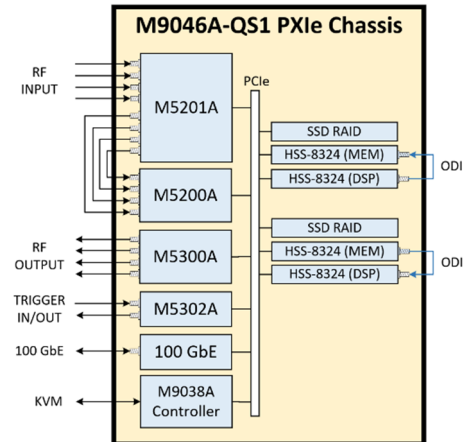 M9046A-QS1 PXIe Chassis
RF
INPUT
M5201A
PCIe
SSD RAID
HSS-8324 (MEM)
HSS-8324 (DSP)
ODI
M5200A
RF
OUTPUT
M5300A
SSD RAID
HSS-8324 (MEM)
HSS-8324 (DSP)
ODI
TRIGGER
IN/OUT
M5302A
100 GbE
100 GbE
KVM
M9038A
Controller